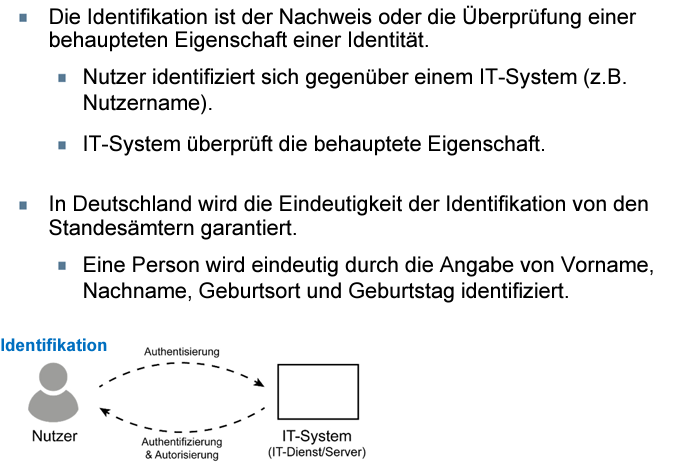 Die Identifikation ist der Nachweis oder die Überprüfung einer
behaupteten Eigenschaft einer Identität.
Nutzer identifiziert sich gegenüber einem IT-System (z.B.
Nutzername).
IT-System überprüft die behauptete Eigenschaft.
In Deutschland wird die Eindeutigkeit der Identifikation von den
Standesämtern garantiert.
Eine Person wird eindeutig durch die Angabe von Vorname,
Nachname, Geburtsort und Geburtstag identifiziert.
Identifikation
Authentisierung
Nutzer
Authentifizierung
& Autorisierung
IT-System
(IT-Dienst/Server)